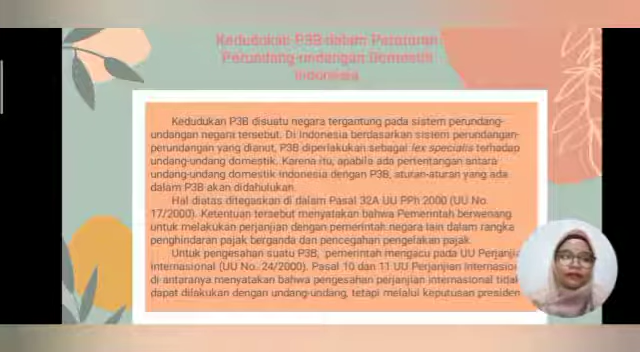 Kedudukan P3B dalam Peraturan
Perundang-undangan Domestik
Indonesia
Kedudukan P3B disuatu negara tergantung pada sistem perundang-
undangan negara tersebut. Di Indonesia berdasarkan sistem perundangan-
perundangan yang dianut, P3B diperlakukan sebagai lex specialis terhadap
undang-undang domestik. Karena itu, apabila ada pertentangan antara
undang-undang domestik Indonesia dengan P3B, aturan-aturan yang ada
dalam P3B akan didahulukan.
Hal diatas ditegaskan di dalam Pasal 32A UU PPh 2000 (UU No.
17/2000). Ketentuan tersebut menyatakan bahwa Pemerintah berwenang
untuk melakukan perjanjian dengan pemerintah negara lain dalam rangka
penghindaran pajak berganda dan pencegahan pengelakan pajak.
Untuk pengesahan suatu P3B, pemerintah mengacu pada UU Perjanji
Internasional (UU No. 24/2000). Pasal 10 dan 11 UU Perjanjian Internasio
di antaranya menyatakan bahwa pengesahan perjanjian internasional tidak
dapat dilakukan dengan undang-undang, tetapi melalui keputusan presiden